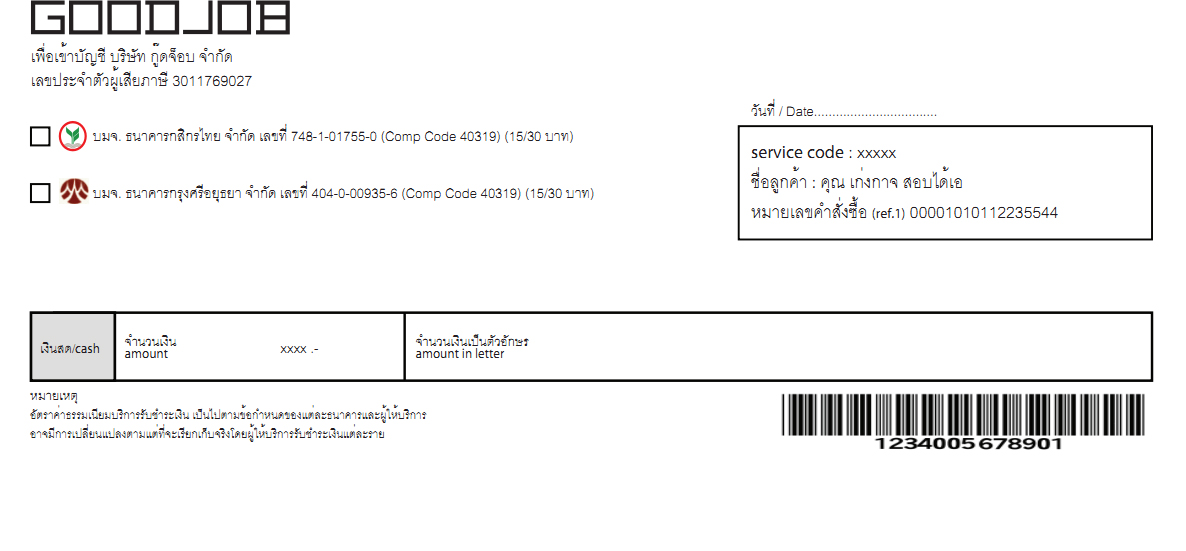 GOODJOB
เพื่อเข้าบัญชี บริษัท กู๊ดจ็อบ จำกัด
เลขประจำตัวผู้เสียภาษี 3011769027
วันที่ / Date..................................
บมจ. ธนาคารกสิกรไทย จำกัด เลขที่ 748-1-01755-0 (Comp Code 40319) (15/30 บาท)
บมจ. ธนาคารกรุงศรีอยุธยา จำกัด เลขที่ 404-0-00935-6 (Comp Code 40319) (15/30 บาท)
service code : xxxxx
ชื่อลูกค้า : คุณ เก่งกาจ สอบได้เอ
หมายเลขคำสั่งซื้อ (ref.1) 00001010112235544
เงินสด/cash
จำนวนเงิน
amount
xxxx .-
จำนวนเงินเป็นตัวอักษร
amount in letter
หมายเหตุ
อัตราค่าธรรมเนียมบริการรับชำระเงิน เป็นไปตามข้อกำหนดของแต่ละธนาคารและผู้ให้บริการ
อาจมีการเปลี่ยนแปลงตามแต่ที่จะเรียกเก็บจริงโดยผู้ให้บริการรับชำระเงินแต่ละราย
1234005678901